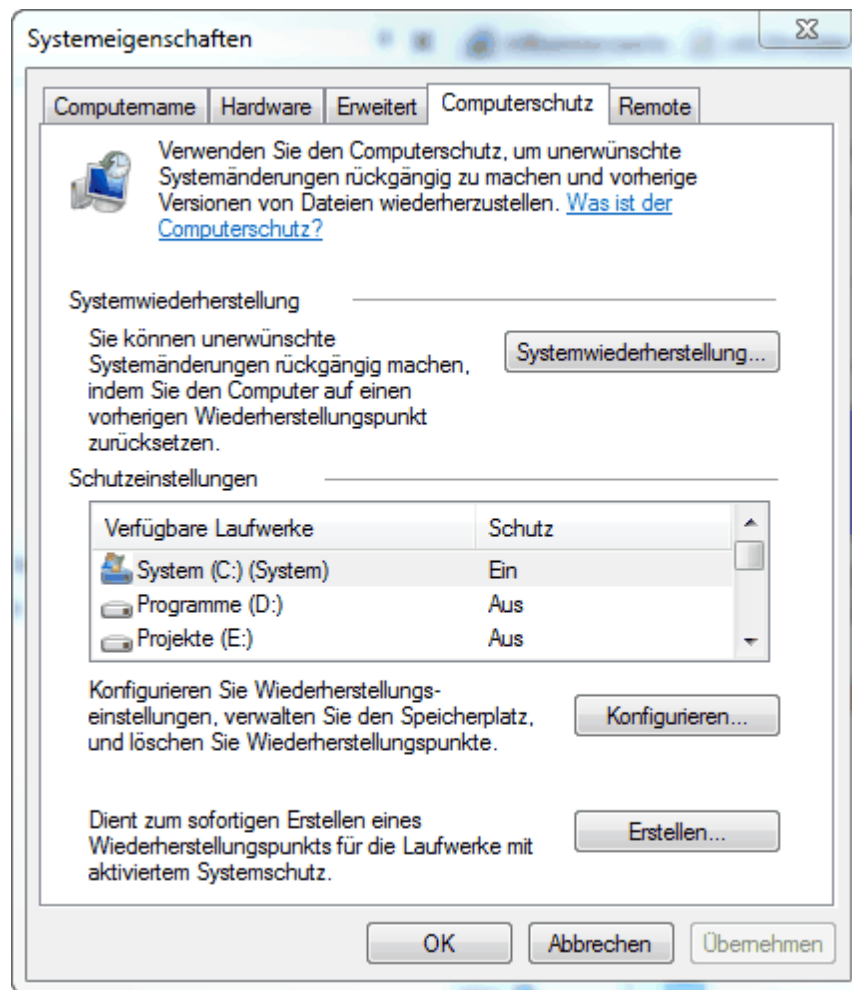 Systemeigenschaften
Computername Hardware Erweitert Computerschutz Remote
Verwenden Sie den Computerschutz, um unerwünschte
Systemänderungen rückgängig zu machen und vorherige
Versionen von Dateien wiederherzustellen. Was ist der
Computerschutz?
Systemwiederherstellung
Sie können unerwünschte
Systemänderungen rückgängig machen,
indem Sie den Computer auf einen
vorherigen Wiederherstellungspunkt
zurücksetzen.
Systemwiederherstellung...
Schutzeinstellungen
Verfügbare Laufwerke Schutz
System (C:) (System) Ein
Programme (D:) Aus
Projekte (E:) Aus
Konfigurieren Sie Wiederherstellungs-
einstellungen, verwalten Sie den Speicherplatz,
und löschen Sie Wiederherstellungspunkte.
Konfigurieren...
Dient zum sofortigen Erstellen eines
Wiederherstellungspunkts für die Laufwerke mit
aktiviertem Systemschutz.
Erstellen...
OK Abbrechen Übernehmen